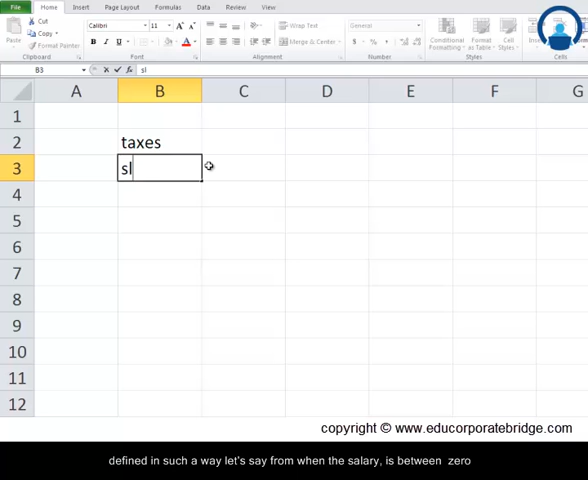 File Home Insert Page Layout Formulas Data Review View
Cut
Copy
Format Painter
Paste
Clipboard
Calibri 11
B I U
Font
Wrap Text
Merge & Center
Alignment
General
Number
Conditional Formatting
Format as Table
Cell Styles
Styles
B3 fx sl
A B C D E F G
1
2 taxes
3 sl
4
5
6
7
8
9
10
11
12
copyright © www.educorporatebridge.com
defined in such a way let's say from when the salary, is between zero